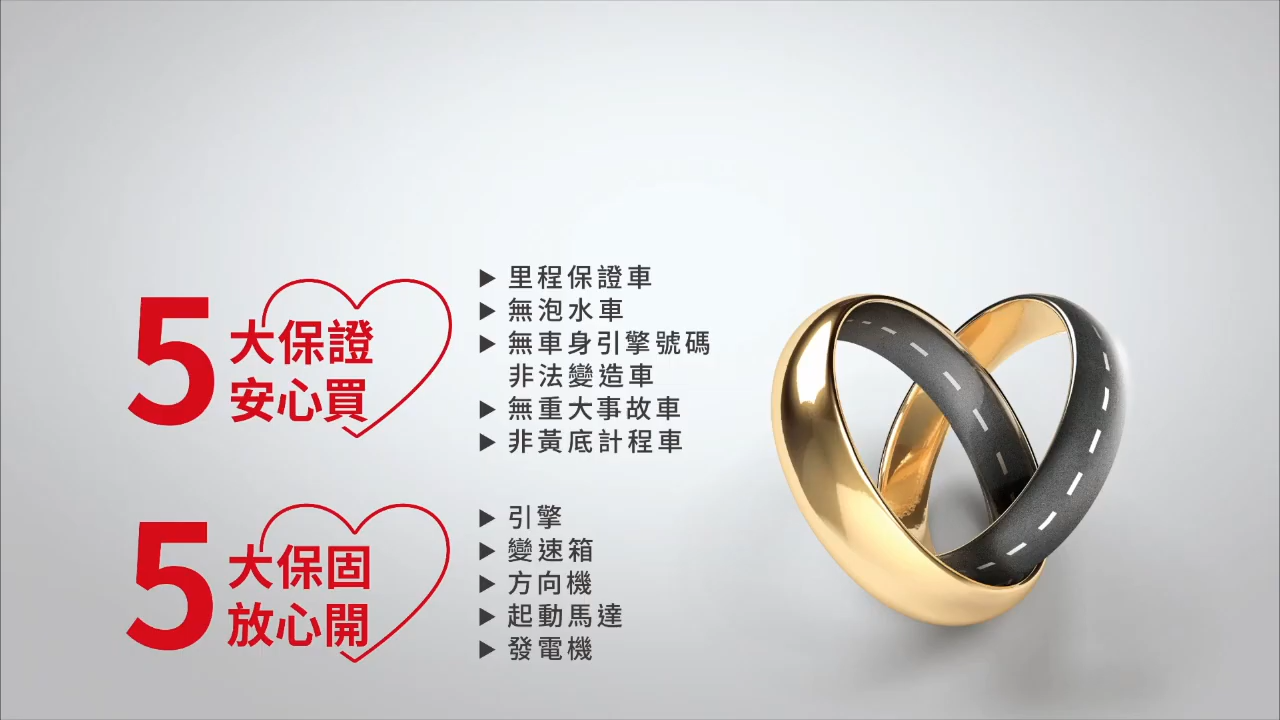 5
大保證
安心買
▶ 里程保證車
▶ 無泡水車
▶ 無車身引擎號碼
非法變造車
▶ 無重大事故車
▶ 非黃底計程車
5
大保固
放心開
▶ 引擎
▶ 變速箱
▶ 方向機
▶ 起動馬達
▶ 發電機